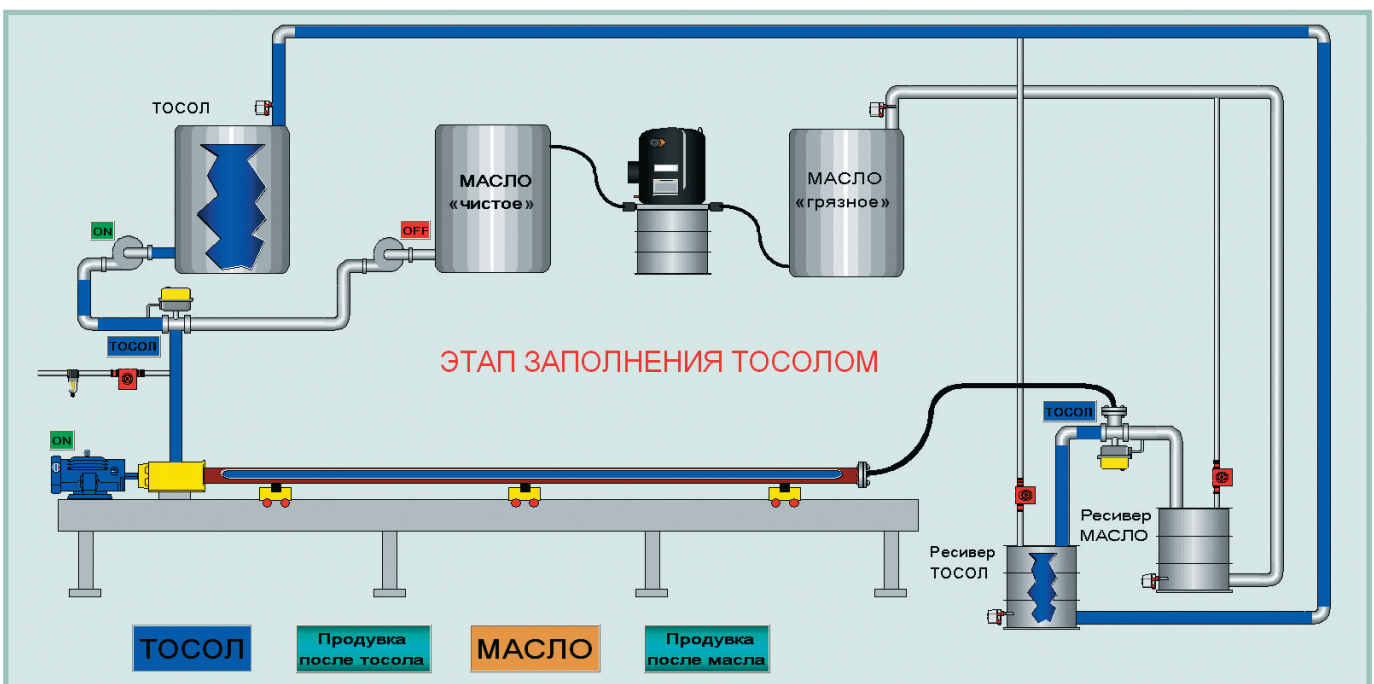 ТОСОЛ
МАСЛО
«чистое»
МАСЛО
«грязное»
ON
OFF
ТОСОЛ
ЭТАП ЗАПОЛНЕНИЯ ТОСОЛОМ
ТОСОЛ
ON
Ресивер
МАСЛО
Ресивер
ТОСОЛ
ТОСОЛ
Продувка
после тосола
МАСЛО
Продувка
после масла